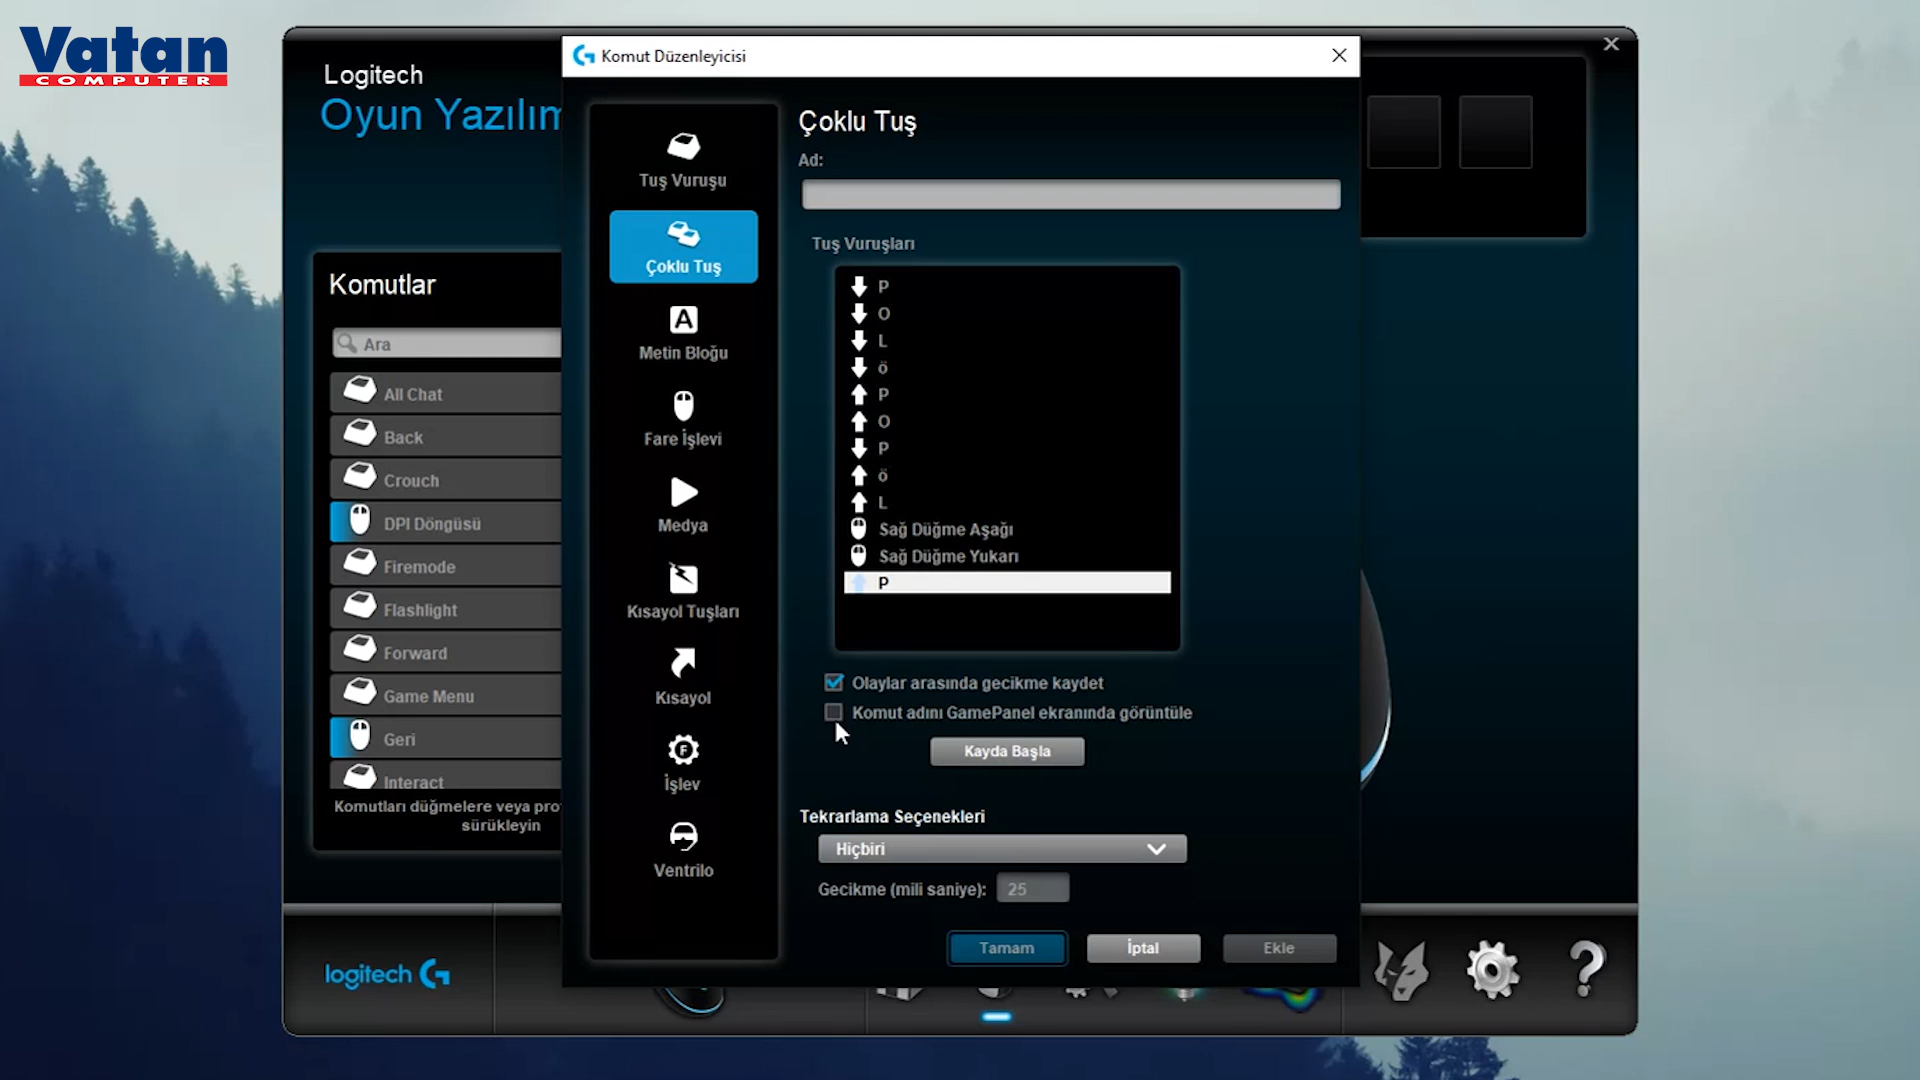 Vatan
COMPUTER
Logitech
Oyun Yazılım
Komutlar
Ara
All Chat
Back
Crouch
DPI Döngüsü
Firemode
Flashlight
Forward
Game Menu
Geri
Interact
Komutları düğmelere veya pro
sürükleyin
logitech
Komut Düzenleyicisi
Tuş Vuruşu
Çoklu Tuş
Metin Bloğu
Fare İşlevi
Medya
Kısayol Tuşları
Kısayol
İşlev
Ventrilo
Çoklu Tuş
Ad:
Tuş Vuruşları
P
O
L
ö
P
O
P
ö
L
Sağ Düğme Aşağı
Sağ Düğme Yukarı
P
Olaylar arasında gecikme kaydet
Komut adını GamePanel ekranında görüntüle
Kayda Başla
Tekrarlama Seçenekleri
Hiçbiri
Gecikme (mili saniye): 25
Tamam İptal Ekle